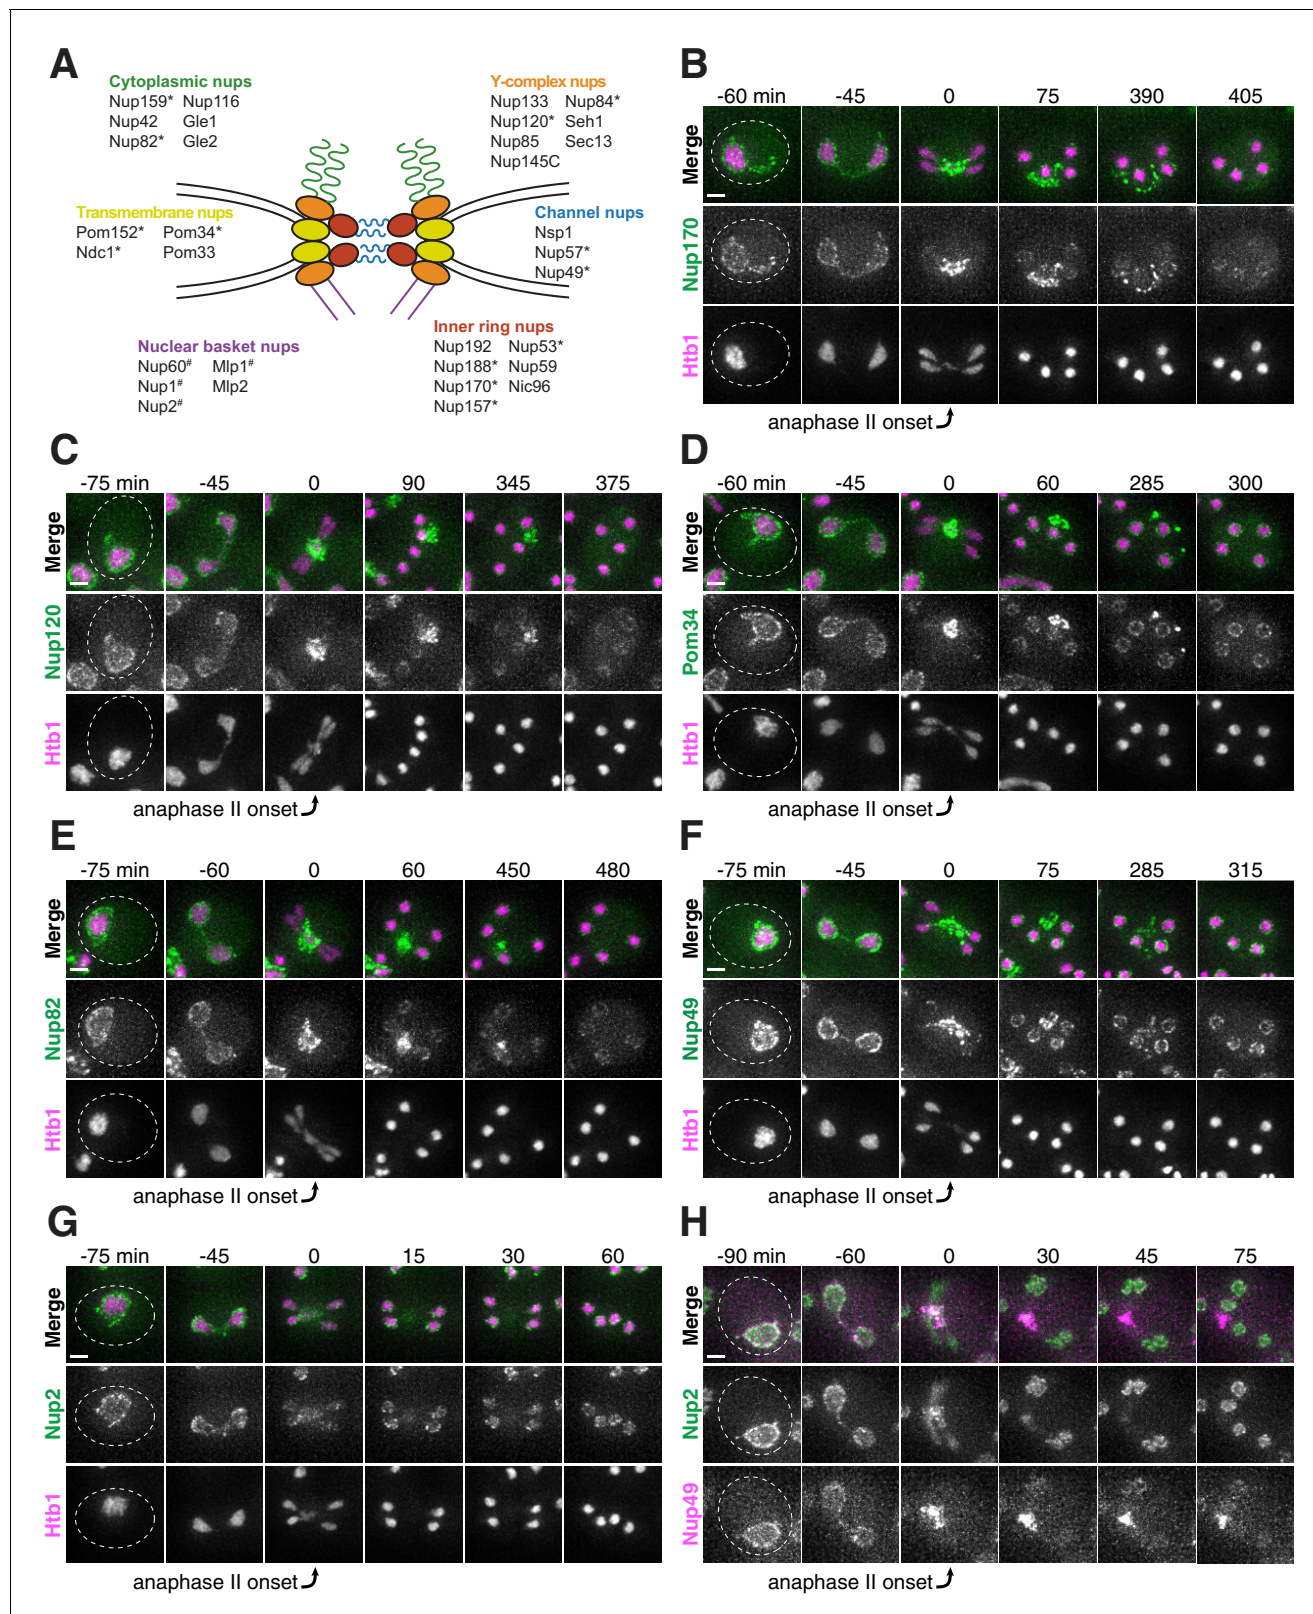 A
Cytoplasmic nups
Nup159* Nup116
Nup42 Gle1
Nup82* Gle2
Y-complex nups
Nup133 Nup84*
Nup120* Seh1
Nup85 Sec13
Nup145C
Transmembrane nups
Pom152* Pom34*
Ndc1* Pom33
Channel nups
Nsp1
Nup57*
Nup49*
Nuclear basket nups
Nup60# Mlp1#
Nup1# Mlp2
Nup2#
Inner ring nups
Nup192 Nup53*
Nup188* Nup59
Nup170* Nic96
Nup157*
B
-60 min -45 0 75 390 405
Merge
Nup170
Htb1
anaphase II onset
C
-75 min -45 0 90 345 375
Merge
Nup120
Htb1
anaphase II onset
D
-60 min -45 0 60 285 300
Merge
Pom34
Htb1
anaphase II onset
E
-75 min -60 0 60 450 480
Merge
Nup82
Htb1
anaphase II onset
F
-75 min -45 0 75 285 315
Merge
Nup49
Htb1
anaphase II onset
G
-75 min -45 0 15 30 60
Merge
Nup2
Htb1
anaphase II onset
H
-90 min -60 0 30 45 75
Merge
Nup2
Nup49
anaphase II onset